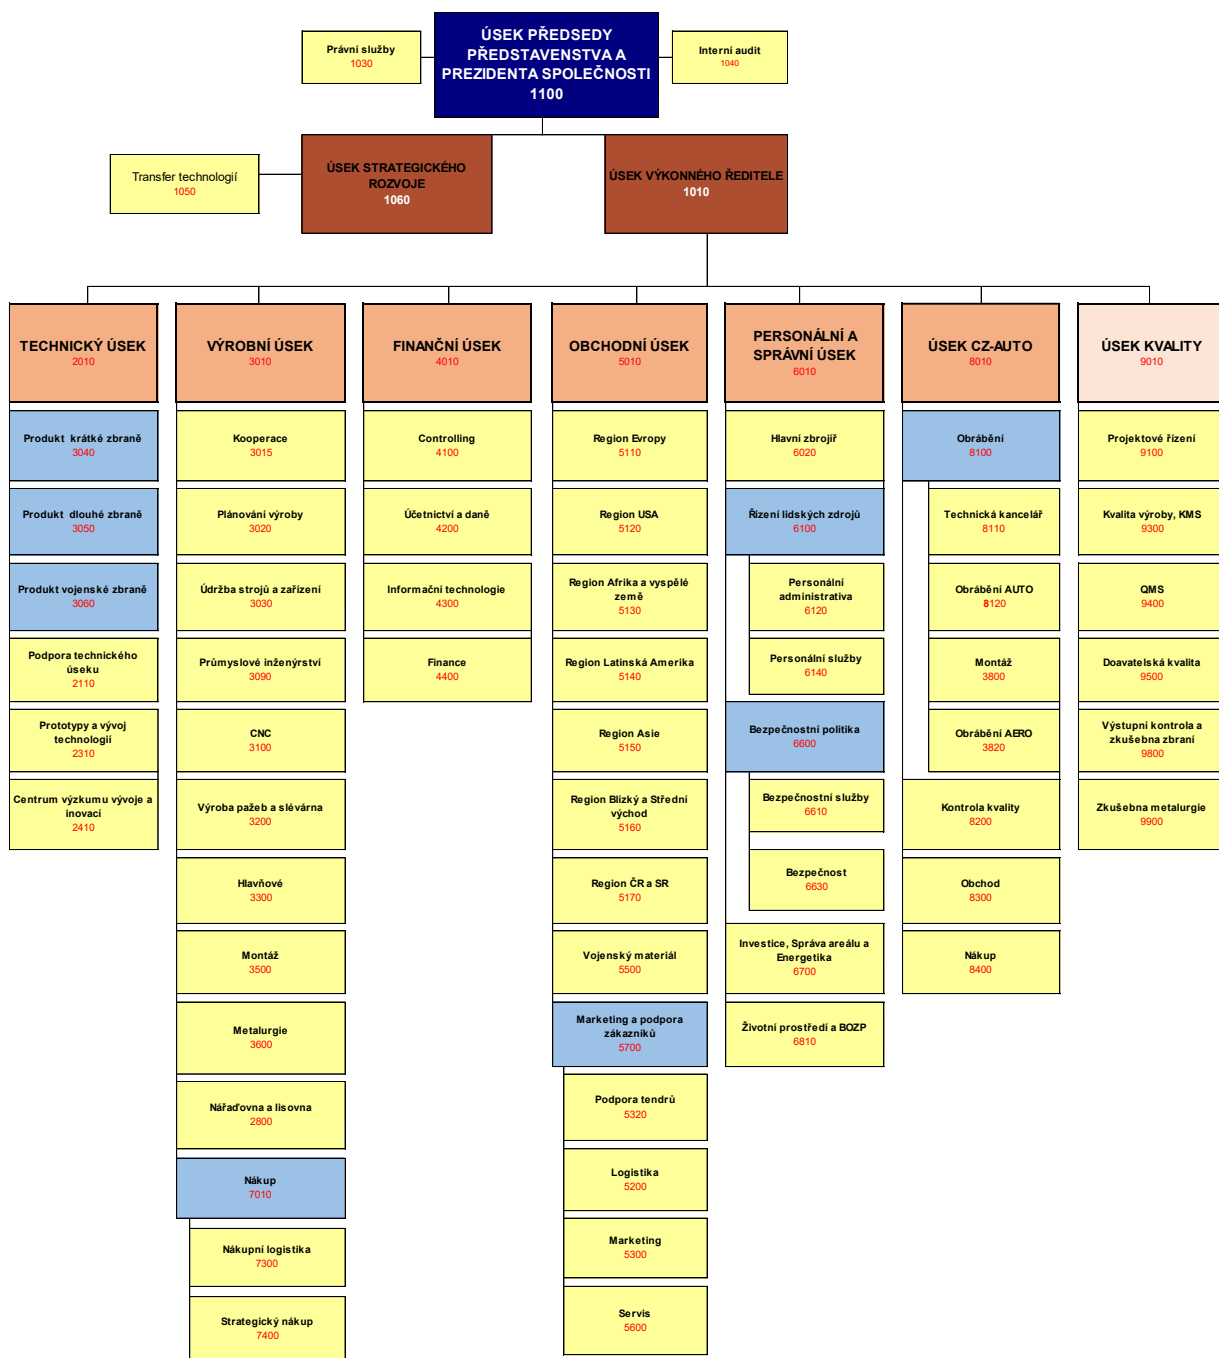 ÚSEK PŘEDSEDY
PŘEDSTAVENSTVA A
PREZIDENTA SPOLEČNOSTI
1100
Právní služby
1030
Interní audit
1040
Transfer technologií
1050
ÚSEK STRATEGICKÉHO
ROZVOJE
1060
ÚSEK VÝKONNÉHO ŘEDITELE
1010
TECHNICKÝ ÚSEK
2010
Produkt krátké zbraně
3040
Produkt dlouhé zbraně
3050
Produkt vojenské zbraně
3060
Podpora technického
úseku
2110
Prototypy a vývoj
technologií
2310
Centrum výzkumu vývoje a
inovací
2410
VÝROBNÍ ÚSEK
3010
Kooperace
3015
Plánování výroby
3020
Údržba strojů a zařízení
3030
Průmyslové inženýrství
3090
CNC
3100
Výroba pažeb a slévárna
3200
Hlavňové
3300
Montáž
3500
Metalurgie
3600
Nářaďovna a lisovna
2800
Nákup
7010
Nákupní logistika
7300
Strategický nákup
7400
FINANČNÍ ÚSEK
4010
Controlling
4100
Účetnictví a daně
4200
Informační technologie
4300
Finance
4400
OBCHODNÍ ÚSEK
5010
Region Evropy
5110
Region USA
5120
Region Afrika a vyspělé
země
5130
Region Latinská Amerika
5140
Region Asie
5150
Region Blízký a Střední
východ
5160
Region ČR a SR
5170
Vojenský materiál
5500
Marketing a podpora
zákazníků
5700
Podpora tendrů
5320
Logistika
5200
Marketing
5300
Servis
5600
PERSONÁLNÍ A
SPRÁVNÍ ÚSEK
6010
Hlavní zbrojíř
6020
Řízení lidských zdrojů
6100
Personální
administrativa
6120
Personální služby
6140
Bezpečnostní politika
6600
Bezpečnostní služby
6610
Bezpečnost
6630
Investice, Správa areálu a
Energetika
6700
Životní prostředí a BOZP
6810
ÚSEK CZ-AUTO
8010
Obrábění
8100
Technická kancelář
8110
Obrábění AUTO
8120
Montáž
3800
Obrábění AERO
3820
Kontrola kvality
8200
Obchod
8300
Nákup
8400
ÚSEK KVALITY
9010
Projektové řízení
9100
Kvalita výroby, KMS
9300
QMS
9400
Doavatelská kvalita
9500
Výstupní kontrola a
zkušebna zbraní
9800
Zkušebna metalurgie
9900